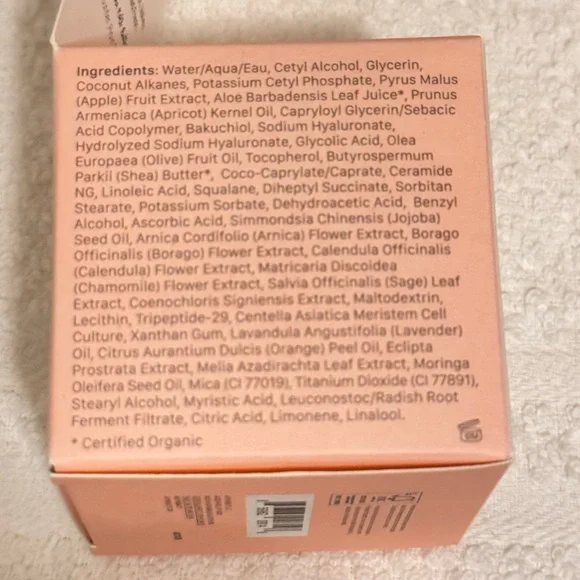 Ingredients: Water/Aqua/Eau, Cetyl Alcohol, Glycerin,
Coconut Alkanes, Potassium Cetyl Phosphate, Pyrus Malus
(Apple) Fruit Extract, Aloe Barbadensis Leaf Juice*, Prunus
Armeniaca (Apricot) Kernel Oil, Capryloyl Glycerin/Sebacic
Acid Copolymer, Bakuchiol, Sodium Hyaluronate,
Hydrolyzed Sodium Hyaluronate, Glycolic Acid, Olea
Europaea (Olive) Fruit Oil, Tocopherol, Butyrospermum
Parkii (Shea) Butter*, Coco-Caprylate/Caprate, Ceramide
NG, Linoleic Acid, Squalane, Diheptyl Succinate, Sorbitan
Stearate, Potassium Sorbate, Dehydroacetic Acid, Benzyl
Alcohol, Ascorbic Acid, Simmondsia Chinensis (Jojoba)
Seed Oil, Arnica Cordifolio (Arnica) Flower Extract, Borago
Officinalis (Borago) Flower Extract, Calendula Officinalis
(Calendula) Flower Extract, Matricaria Discoidea
(Chamomile) Flower Extract, Salvia Officinalis (Sage) Leaf
Extract, Coenochloris Signiensis Extract, Maltodextrin,
Lecithin, Tripeptide-29, Centella Asiatica Meristem Cell
Culture, Xanthan Gum, Lavandula Angustifolia (Lavender)
Oil, Citrus Aurantium Dulcis (Orange) Peel Oil, Eclipta
Prostrata Extract, Melia Azadirachta Leaf Extract, Moringa
Oleifera Seed Oil, Mica (CI 77019), Titanium Dioxide (CI 77891),
Stearyl Alcohol, Myristic Acid, Leuconostoc/Radish Root
Ferment Filtrate, Citric Acid, Limonene, Linalool.
* Certified Organic